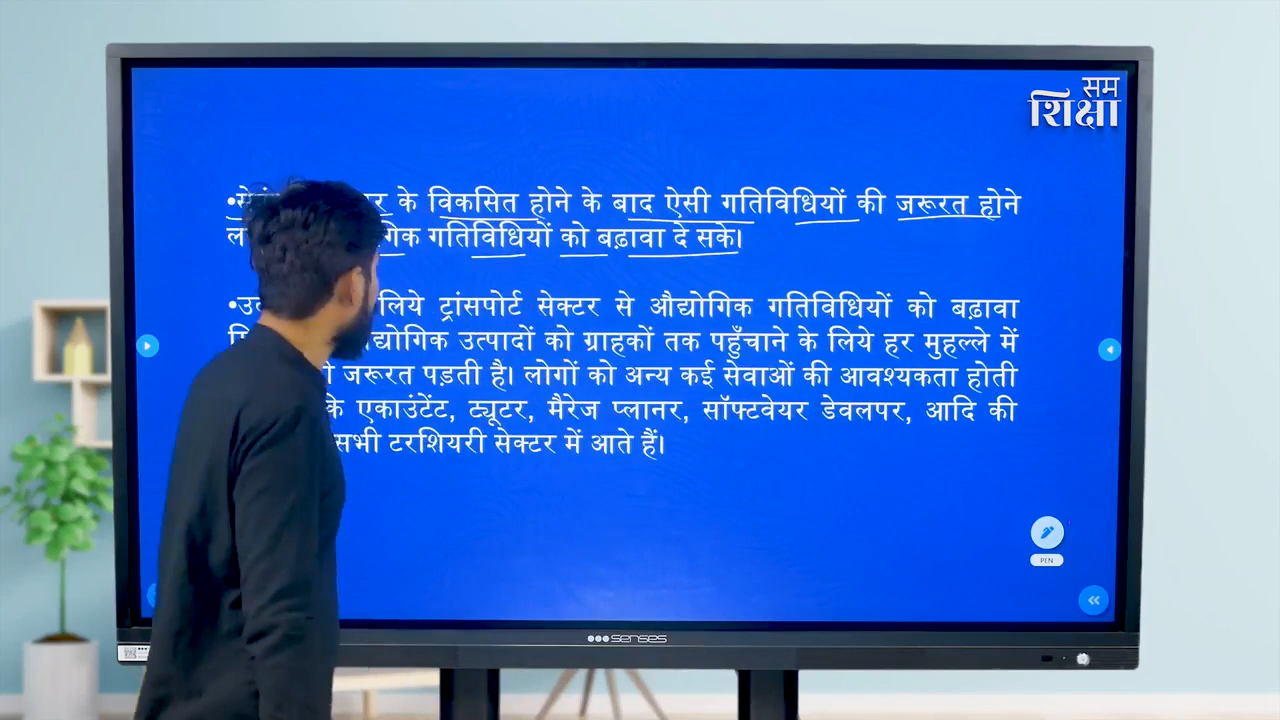 सम
शिक्षा
के विकसित होने के बाद ऐसी गतिविधियों की जरूरत होने
गतिविधियों को बढ़ावा दे सके।
लिये ट्रांसपोर्ट सेक्टर से औद्योगिक गतिविधियों को बढ़ावा
उत्पादों को ग्राहकों तक पहुँचाने के लिये हर मुहल्ले में
जरूरत पड़ती है। लोगों को अन्य कई सेवाओं की आवश्यकता होती
एकाउंटेंट, ट्यूटर, मैरेज प्लानर, सॉफ्टवेयर डेवलपर, आदि की
सभी टरशियरी सेक्टर में आते हैं।
PEN
senses